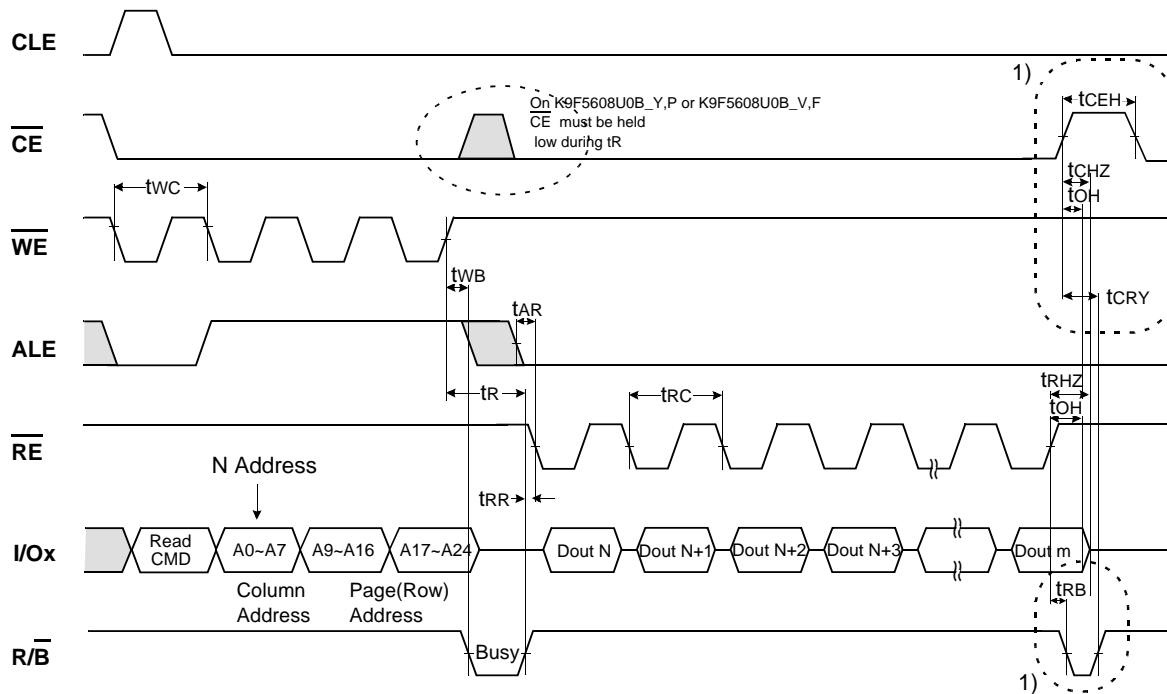 CLE
1)
tCEH
On K9F5608U0B_Y,P or K9F5608U0B_V,F
CE must be held
low during tR
CE
tCHZ
tOH
tWC
WE
tWB
tCRY
tAR
ALE
tR
tRC
tRHZ
tOH
RE
N Address
tRR
I/Ox
Read
CMD
A0~A7
A9~A16
A17~A24
Dout N
Dout N+1
Dout N+2
Dout N+3
Dout m
Column
Address
Page(Row)
Address
tRB
R/B
Busy
1)